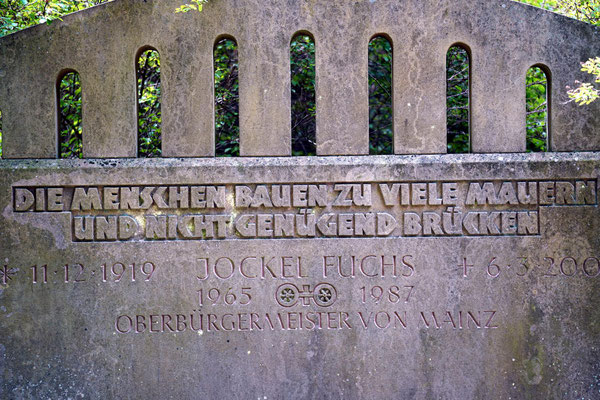 DIE MENSCHEN BAUEN ZU VIELE MAUERN
UND NICHT GENÜGEND BRÜCKEN
* 11·12·1919 JOCKEL FUCHS + 6·3·200
1965 1987
OBERBÜRGERMEISTER VON MAINZ